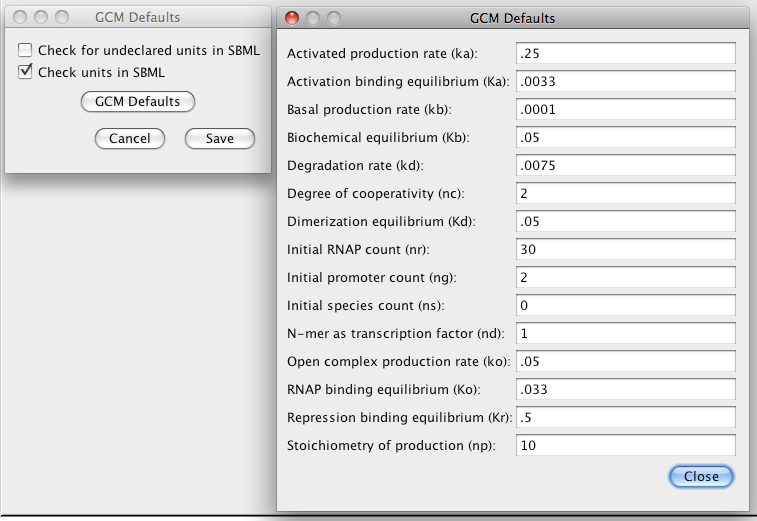 GCM Defaults
Check for undeclared units in SBML
Check units in SBML
GCM Defaults
Cancel Save
GCM Defaults
Activated production rate (ka): .25
Activation binding equilibrium (Ka): .0033
Basal production rate (kb): .0001
Biochemical equilibrium (Kb): .05
Degradation rate (kd): .0075
Degree of cooperativity (nc): 2
Dimerization equilibrium (Kd): .05
Initial RNAP count (nr): 30
Initial promoter count (ng): 2
Initial species count (ns): 0
N-mer as transcription factor (nd): 1
Open complex production rate (ko): .05
RNAP binding equilibrium (Ko): .033
Repression binding equilibrium (Kr): .5
Stoichiometry of production (np): 10
Close